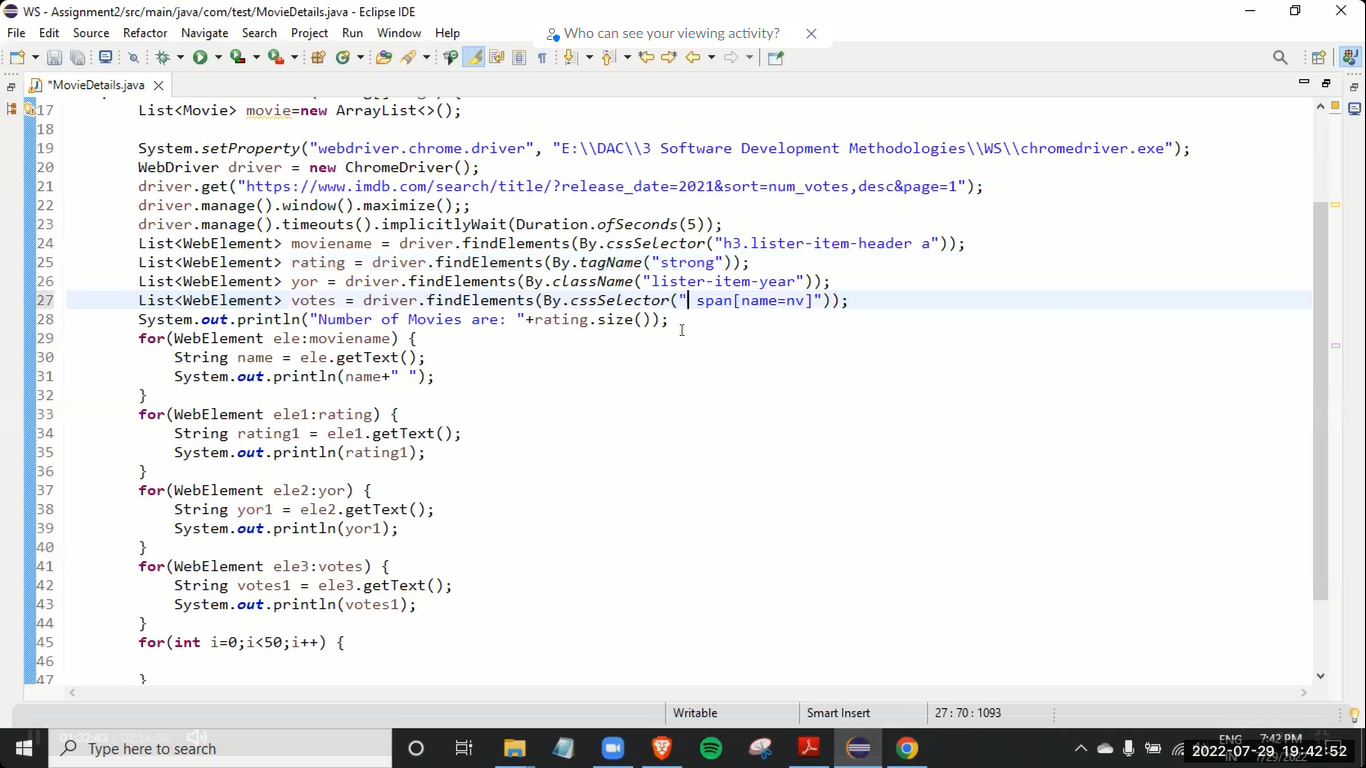 WS - Assignment2/src/main/java/com/test/MovieDetails.java - Eclipse IDE
File Edit Source Refactor Navigate Search Project Run Window Help
Who can see your viewing activity?
*MovieDetails.java
17 List<Movie> movie=new ArrayList<>();
18
19 System.setProperty("webdriver.chrome.driver", "E:\\DAC\\3 Software Development Methodologies\\WS\\chromedriver.exe");
20 WebDriver driver = new ChromeDriver();
21 driver.get("https://www.imdb.com/search/title/?release_date=2021&sort=num_votes,desc&page=1");
22 driver.manage().window().maximize();;
23 driver.manage().timeouts().implicitlyWait(Duration.ofSeconds(5));
24 List<WebElement> moviename = driver.findElements(By.cssSelector("h3.lister-item-header a"));
25 List<WebElement> rating = driver.findElements(By.tagName("strong"));
26 List<WebElement> yor = driver.findElements(By.className("lister-item-year"));
27 List<WebElement> votes = driver.findElements(By.cssSelector(" span[name=nv]"));
28 System.out.println("Number of Movies are: "+rating.size());
29 for(WebElement ele:moviename) {
30 String name = ele.getText();
31 System.out.println(name+" ");
32 }
33 for(WebElement ele1:rating) {
34 String rating1 = ele1.getText();
35 System.out.println(rating1);
36 }
37 for(WebElement ele2:yor) {
38 String yor1 = ele2.getText();
39 System.out.println(yor1);
40 }
41 for(WebElement ele3:votes) {
42 String votes1 = ele3.getText();
43 System.out.println(votes1);
44 }
45 for(int i=0;i<50;i++) {
46
47 }
Writable Smart Insert 27 : 70 : 1093
Type here to search
ENG 7:42 PM
2022-07-29 19:42:52